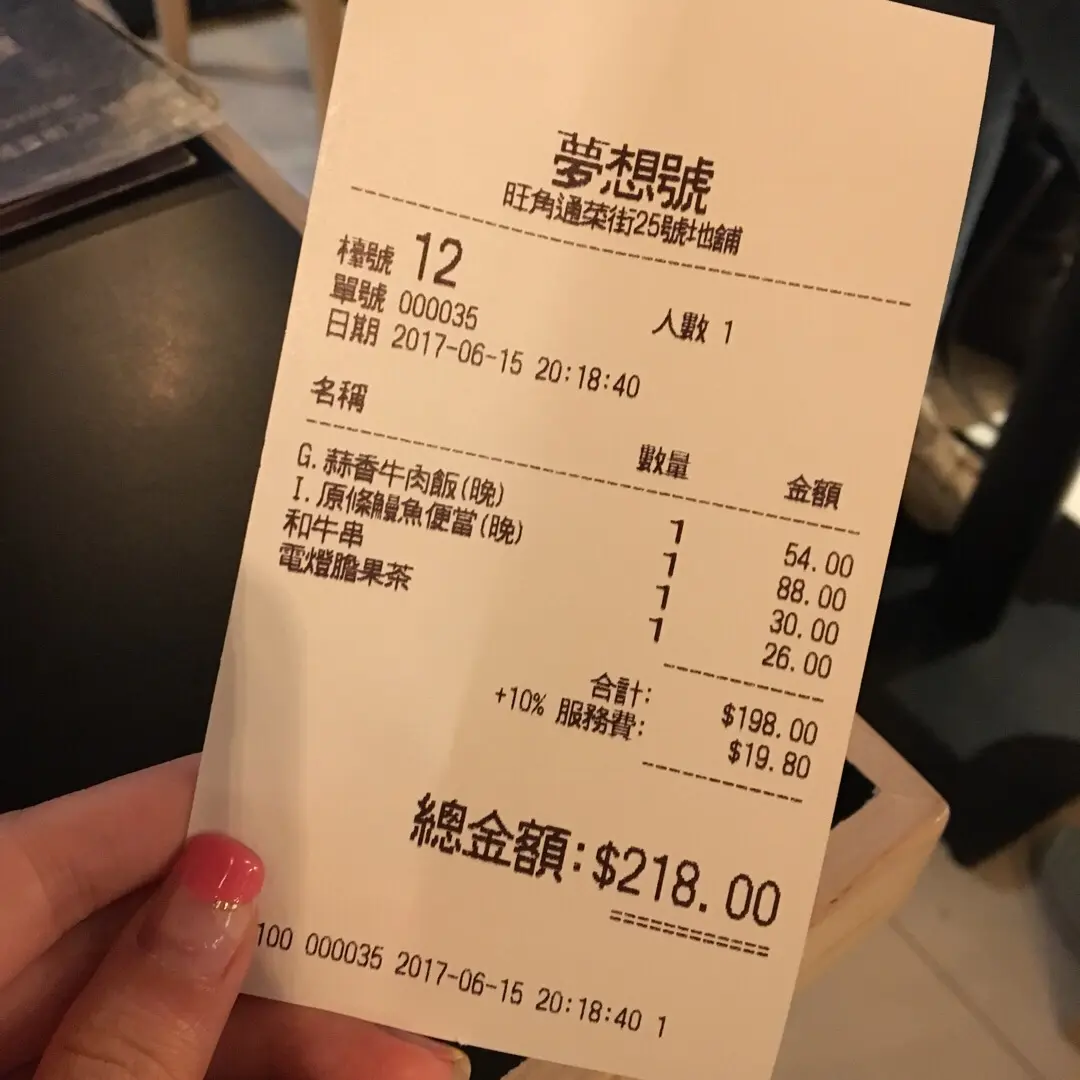 夢想號
旺角通菜街25號地舖
檯號 12
單號 000035 人數 1
日期 2017-06-15 20:18:40
名稱 數量 金額
G.蒜香牛肉飯(晚) 1 54.00
I.原條鰻魚便當(晚) 1 88.00
和牛串 1 30.00
電燈膽果茶 1 26.00
合計: $198.00
+10% 服務費: $19.80
總金額:$218.00
============
100 000035 2017-06-15 20:18:40 1